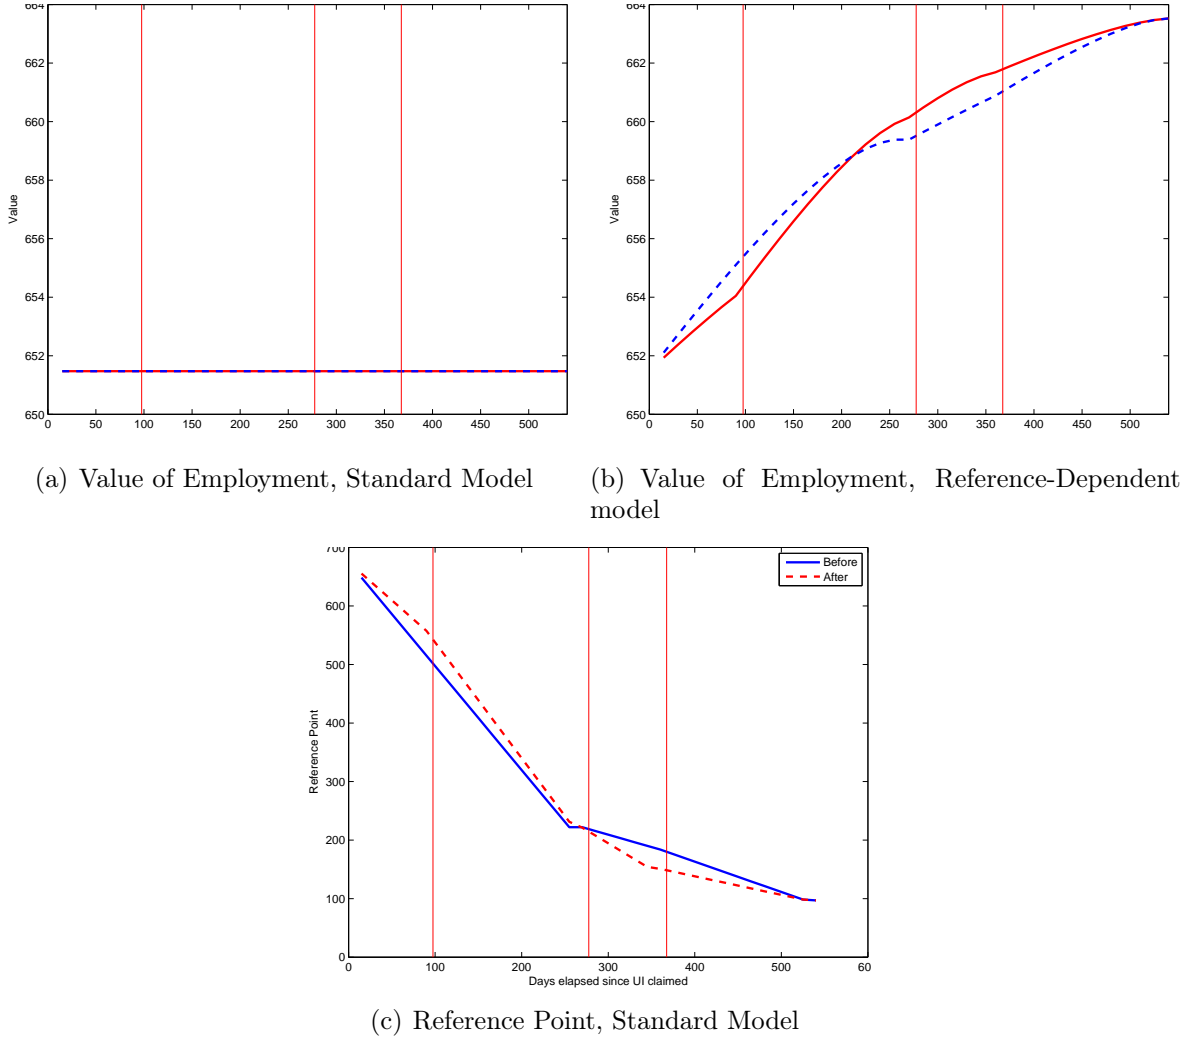 664
664
662
662
660
660
658
658
656
656
654
654
652
652
650
650
Value
Value
0 50 100 150 200 250 300 350 400 450 500
0 50 100 150 200 250 300 350 400 450 500
(a) Value of Employment, Standard Model
(b) Value of Employment, Reference-Dependent
model
700
600
500
400
300
200
100
0
Reference Point
Before
After
0 100 200 300 400 500 60
Days elapsed since UI claimed
(c) Reference Point, Standard Model